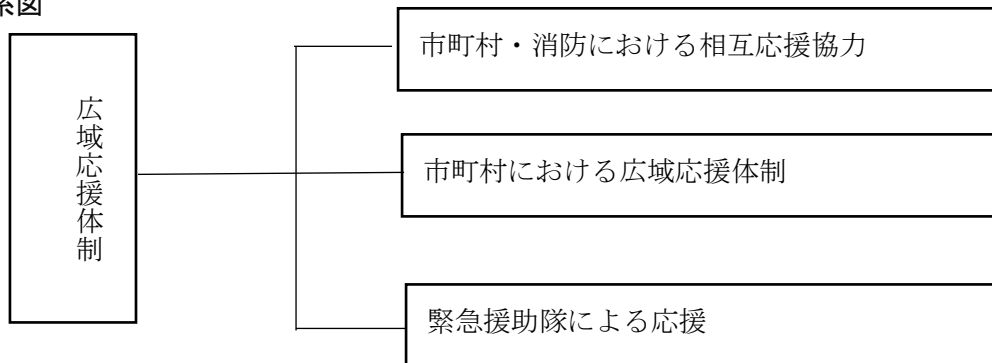 系図
広域応援体制
市町村・消防における相互応援協力
市町村における広域応援体制
緊急援助隊による応援